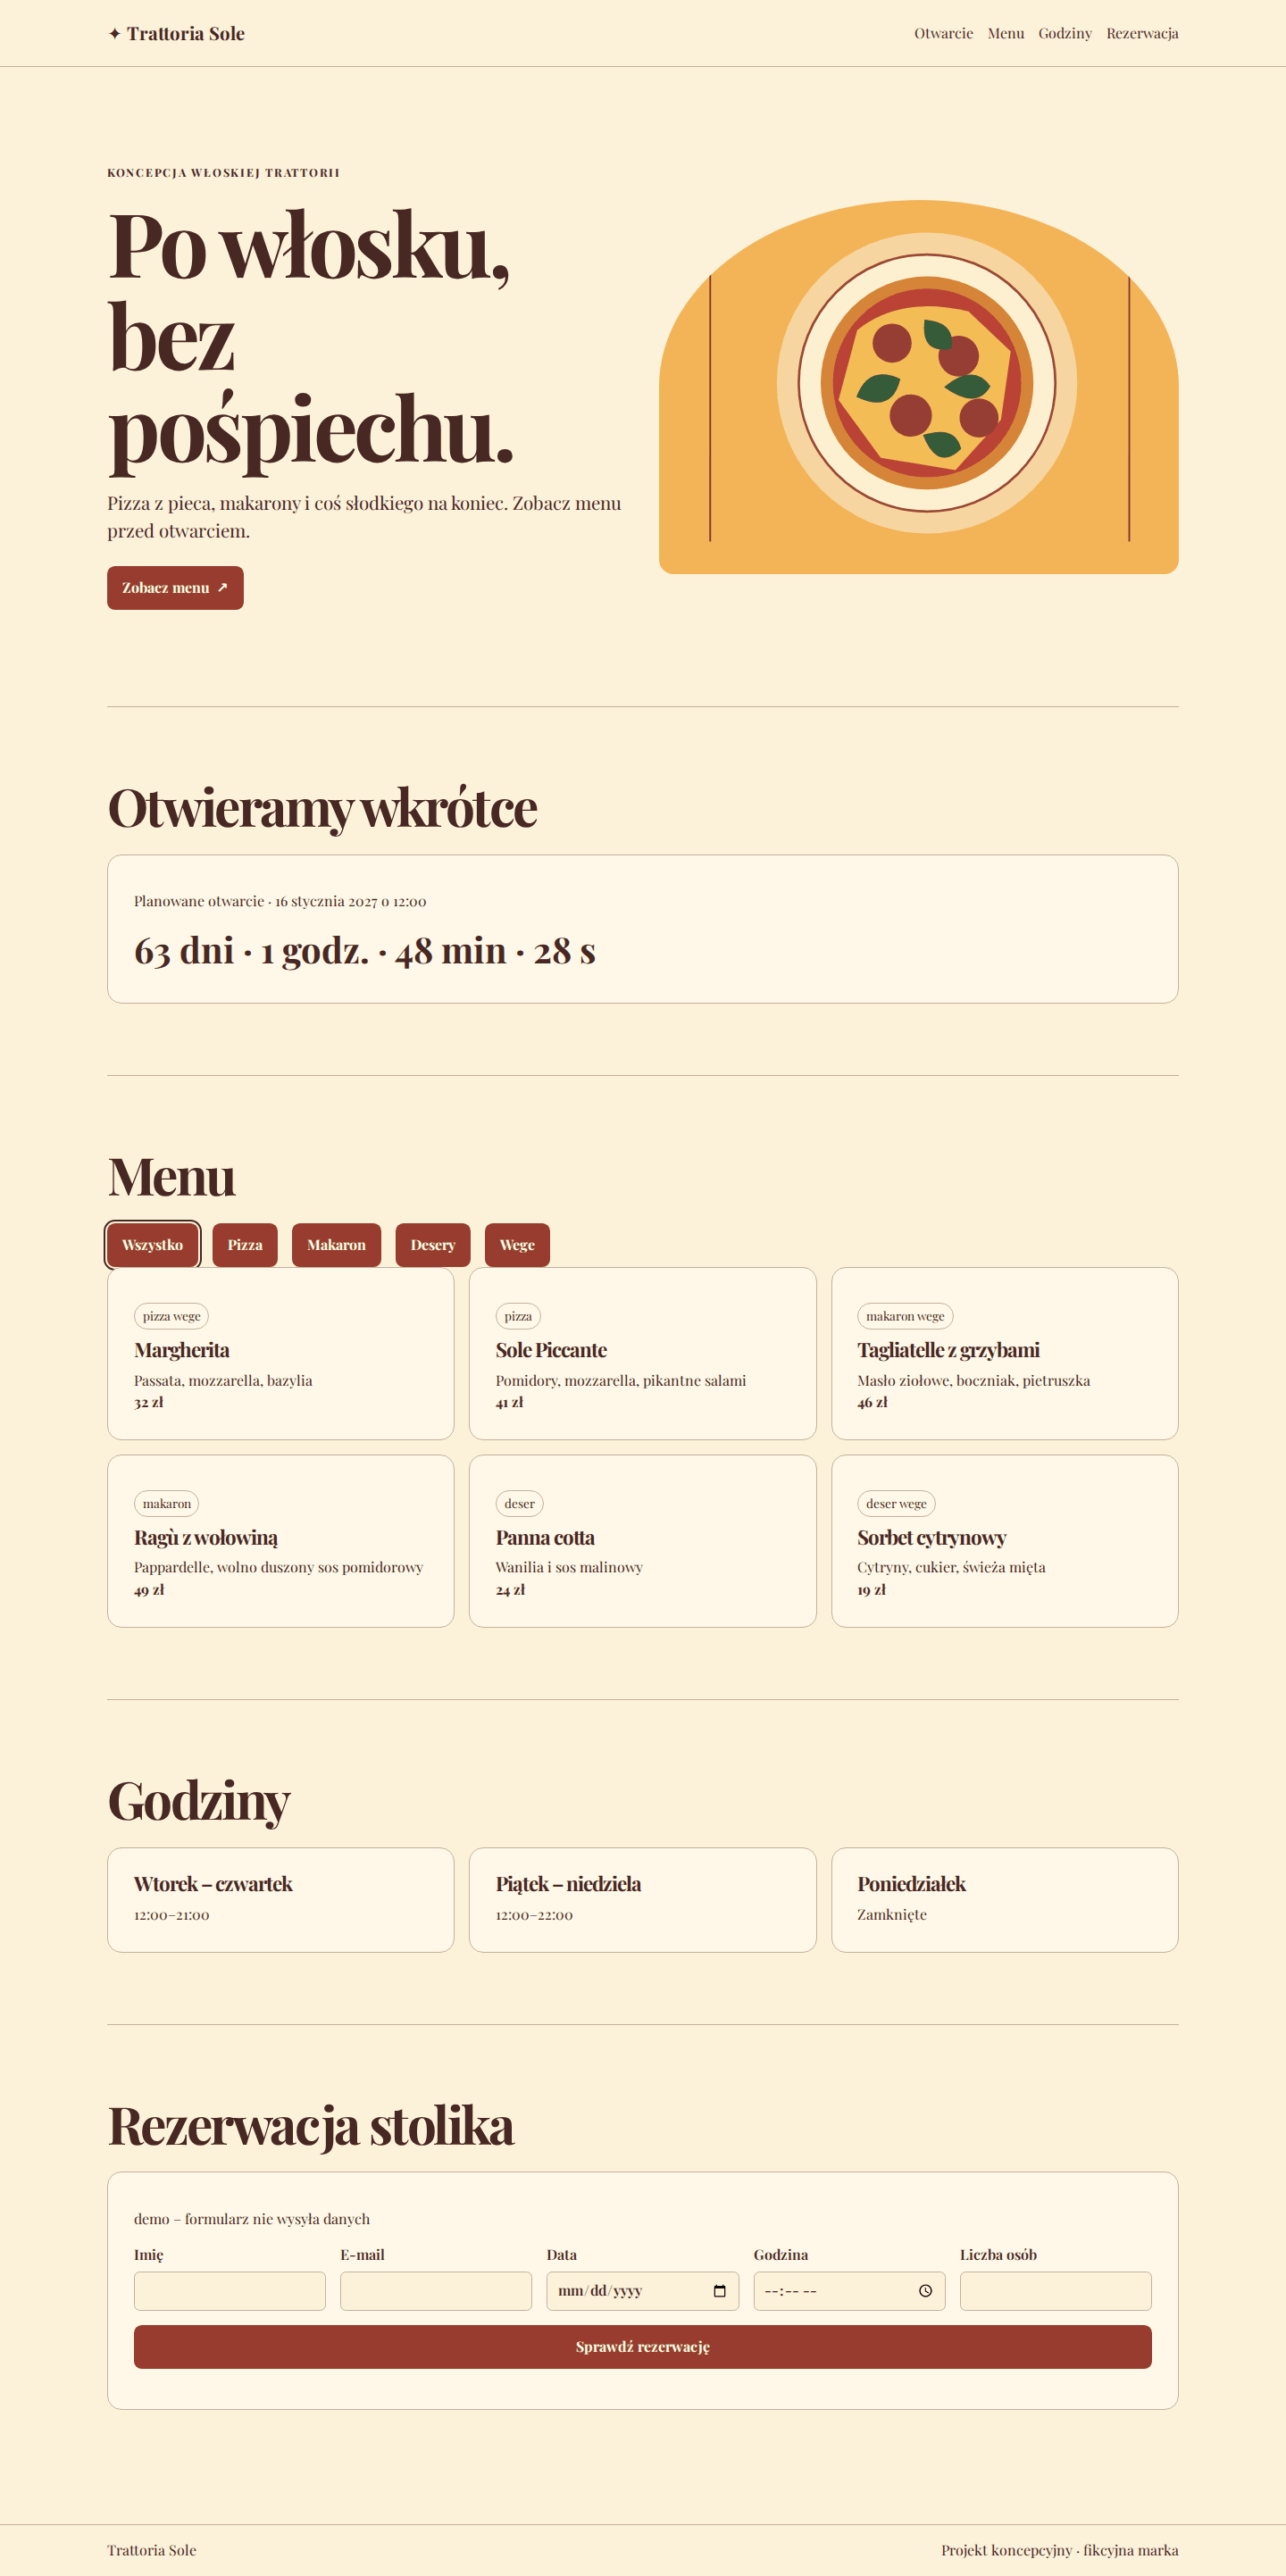 ✦ Trattoria Sole
Otwarcie Menu Godziny Rezerwacja
KONCEPCJA WŁOSKIEJ TRATTORII
Po włosku,
bez
pośpiechu.
Pizza z pieca, makarony i coś słodkiego na koniec. Zobacz menu
przed otwarciem.
Zobacz menu ↗
Otwieramy wkrótce
Planowane otwarcie · 16 stycznia 2027 o 12:00
63 dni · 1 godz. · 48 min · 28 s
Menu
Wszystko Pizza Makaron Desery Wege
pizza wege
Margherita
Passata, mozzarella, bazylia
32 zł
pizza
Sole Piccante
Pomidory, mozzarella, pikantne salami
41 zł
makaron wege
Tagliatelle z grzybami
Masło ziołowe, boczniak, pietruszka
46 zł
makaron
Ragù z wołowiną
Pappardelle, wolno duszony sos pomidorowy
49 zł
deser
Panna cotta
Wanilia i sos malinowy
24 zł
deser wege
Sorbet cytrynowy
Cytryny, cukier, świeża mięta
19 zł
Godziny
Wtorek – czwartek
12:00–21:00
Piątek – niedziela
12:00–22:00
Poniedziałek
Zamknięte
Rezerwacja stolika
demo – formularz nie wysyła danych
Imię
E-mail
Data
mm/dd/yyyy
Godzina
--:-- --
Liczba osób
Sprawdź rezerwację
Trattoria Sole
Projekt koncepcyjny · fikcyjna marka